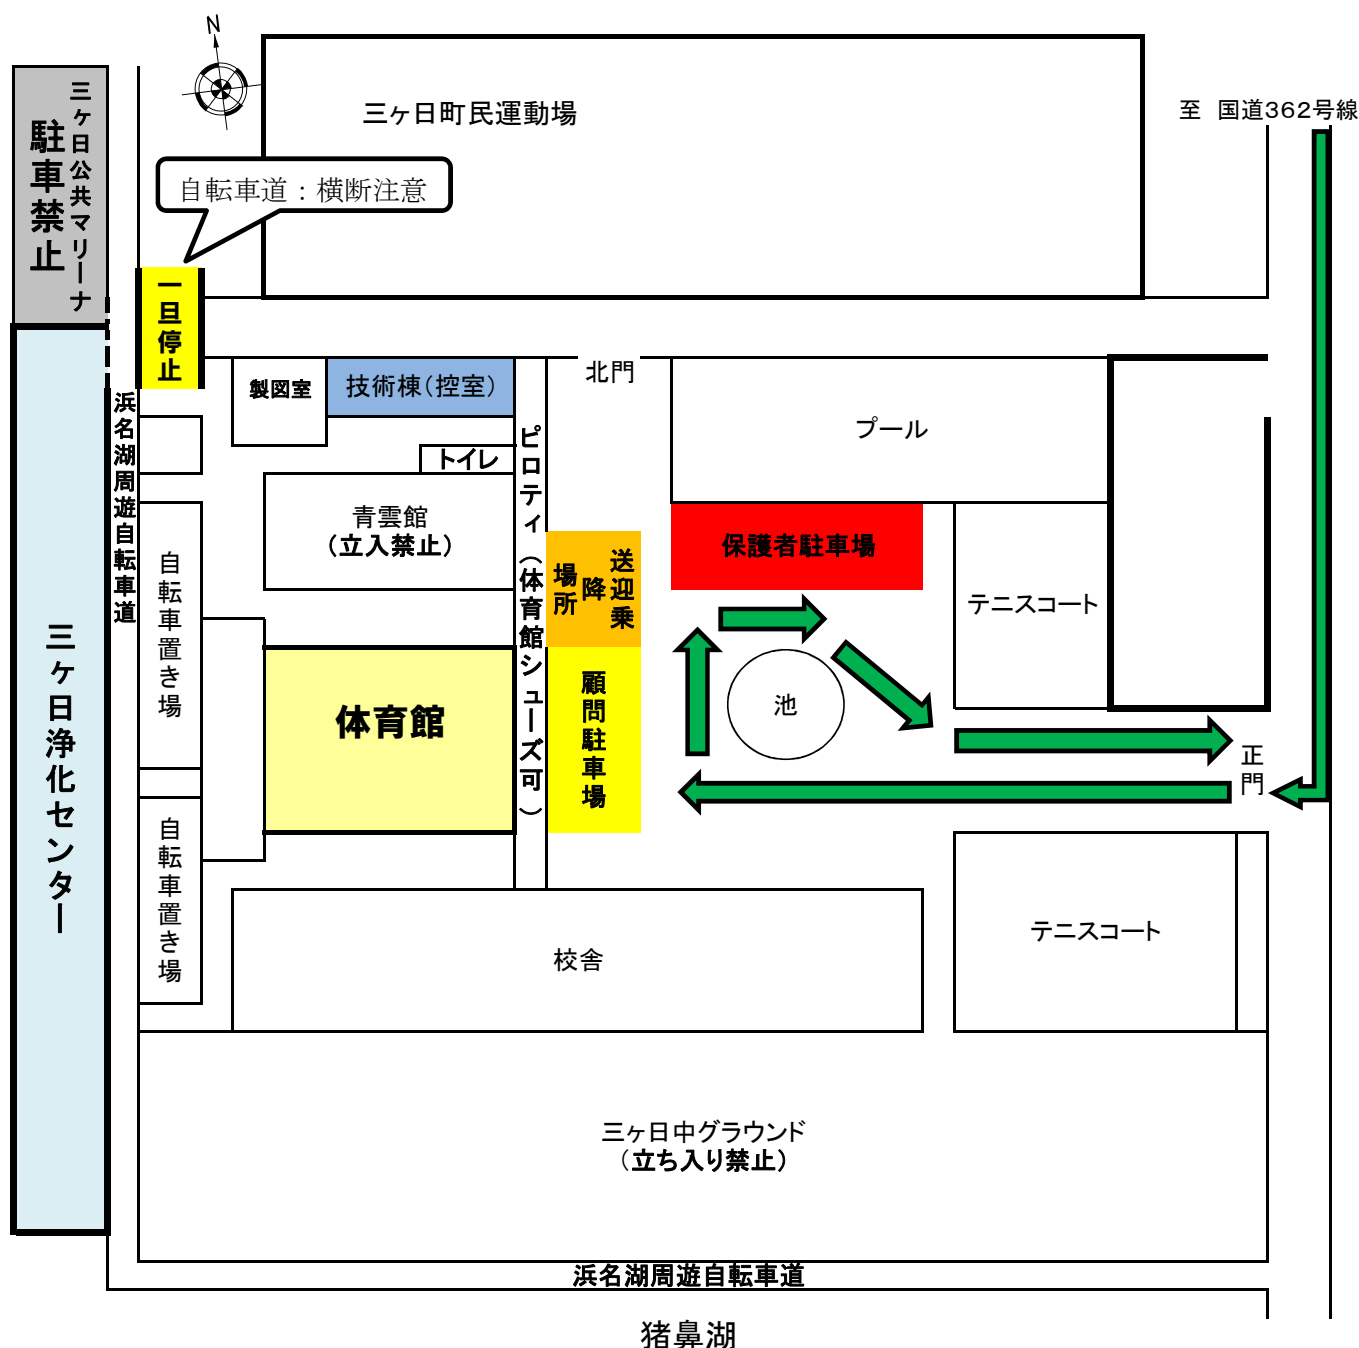 N
三ヶ日町民運動場
至 国道362号線
三ヶ日公共マリーナ
駐車禁止
自転車道：横断注意
一旦停止
製図室
技術棟（控室）
北門
プール
トイレ
浜名湖周遊自転車道
ピロティ（体育館シューズ可）
青雲館
（立入禁止）
送迎乗
降
場所
保護者駐車場
自転車置き場
テニスコート
三ヶ日浄化センター
体育館
顧問駐車場
池
正門
自転車置き場
校舎
テニスコート
三ヶ日中グラウンド
（立ち入り禁止）
浜名湖周遊自転車道
猪鼻湖